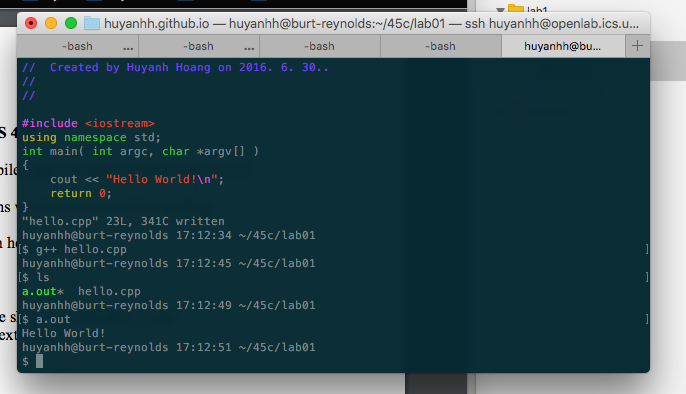 lab1
huyanhh.github.io — huyanhh@burt-reynolds:~/45c/lab01 — ssh huyanhh@openlab.ics.u...
-bash ... -bash ... -bash -bash huyanhh@bu... +
// Created by Huyanh Hoang on 2016. 6. 30..
//
//
#include <iostream>
using namespace std;
int main( int argc, char *argv[] )
{
    cout << "Hello World!\n";
    return 0;
}
"hello.cpp" 23L, 341C written
huyanhh@burt-reynolds 17:12:34 ~/45c/lab01
[$ g++ hello.cpp ]
huyanhh@burt-reynolds 17:12:45 ~/45c/lab01
[$ ls ]
a.out* hello.cpp
huyanhh@burt-reynolds 17:12:49 ~/45c/lab01
[$ a.out ]
Hello World!
huyanhh@burt-reynolds 17:12:51 ~/45c/lab01
$